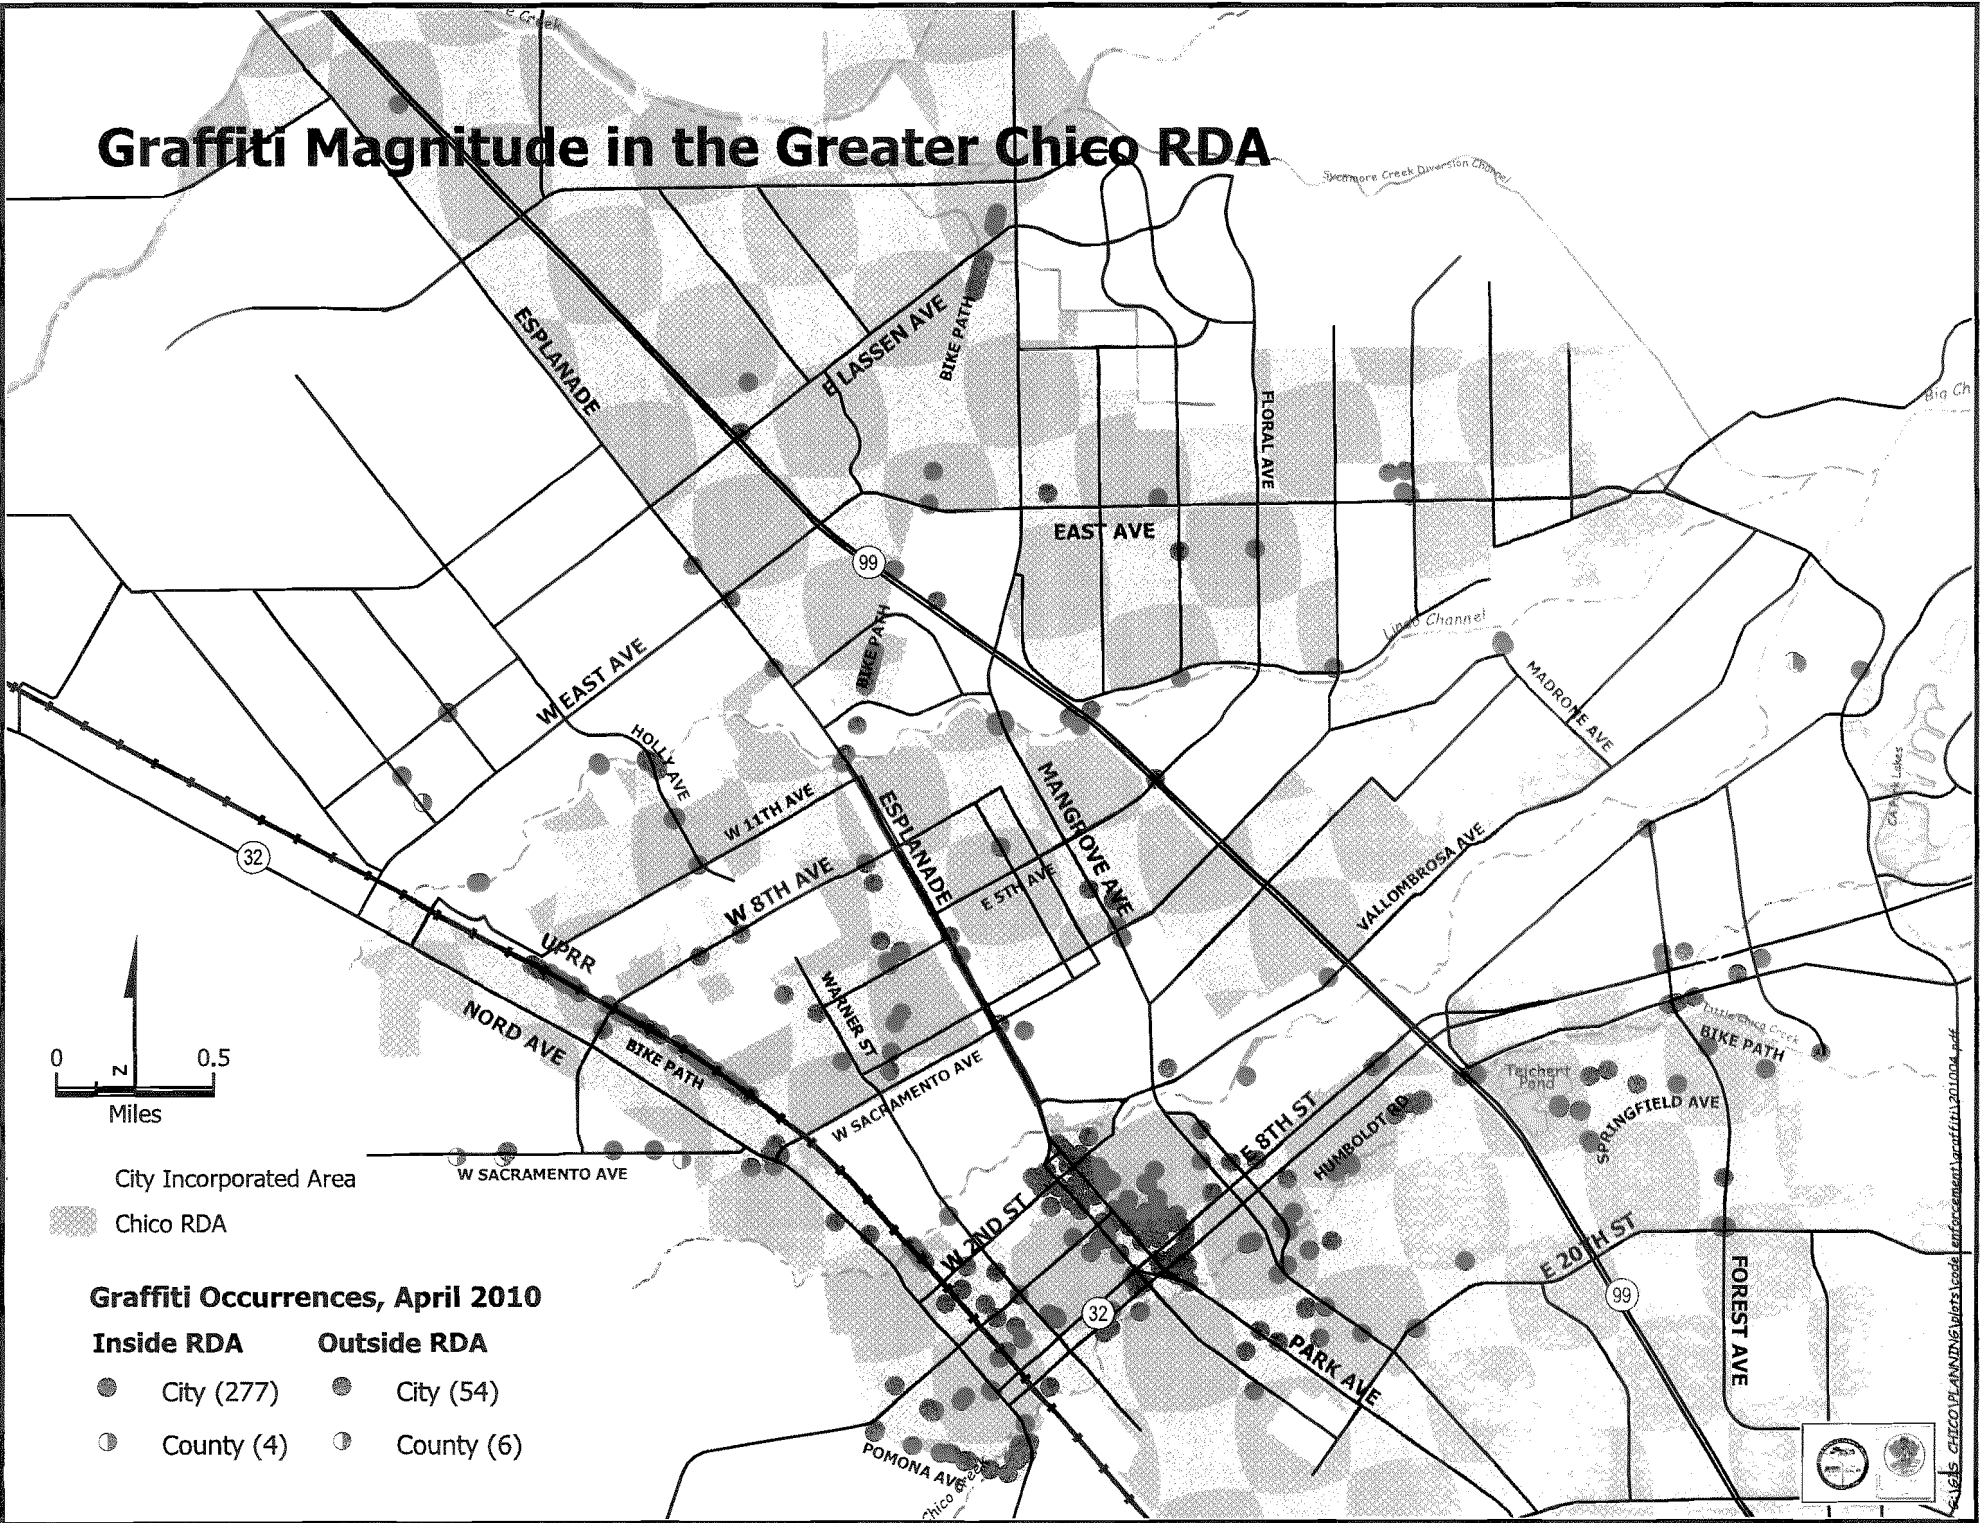 Graffiti Magnitude in the Greater Chico RDA
Sycamore Creek Diversion Channel
Big Ch
ESPLANADE
E LASSEN AVE
BIKE PATH
FLORAL AVE
EAST AVE
99
BIKE PATH
Lindo Channel
W EAST AVE
MADRONE AVE
HOLLY AVE
W 11TH AVE
ESPLANADE
MANGROVE AVE
CA Park Lakes
32
W 8TH AVE
E 5TH AVE
VALLOMBROSA AVE
UPRR
NORD AVE
WARNER ST
BIKE PATH
W SACRAMENTO AVE
Little Chico Creek
BIKE PATH
Teichert
Pond
SPRINGFIELD AVE
HUMBOLDT RD
E 8TH ST
0 0.5
N
Miles
W SACRAMENTO AVE
City Incorporated Area
Chico RDA
W 2ND ST
E 20TH ST
99
FOREST AVE
32
PARK AVE
POMONA AVE
Chico Creek
Graffiti Occurrences, April 2010
Inside RDA Outside RDA
City (277) City (54)
County (4) County (6)